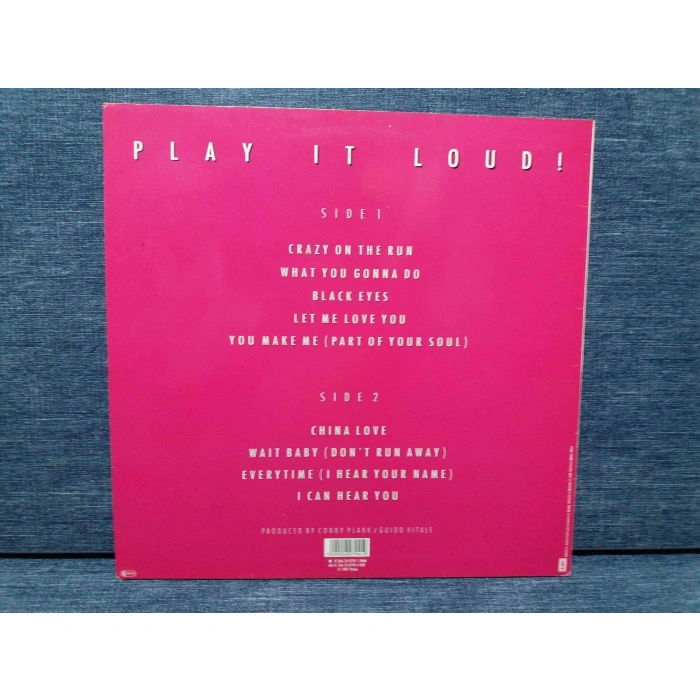 PLAY IT LOUD!
SIDE 1
CRAZY ON THE RUN
WHAT YOU GONNA DO
BLACK EYES
LET ME LOVE YOU
YOU MAKE ME (PART OF YOUR SOUL)
SIDE 2
CHINA LOVE
WAIT BABY (DON'T RUN AWAY)
EVERYTIME (I HEAR YOUR NAME)
I CAN HEAR YOU
PRODUCED BY CONNY PLANK / GUIDO VITALE